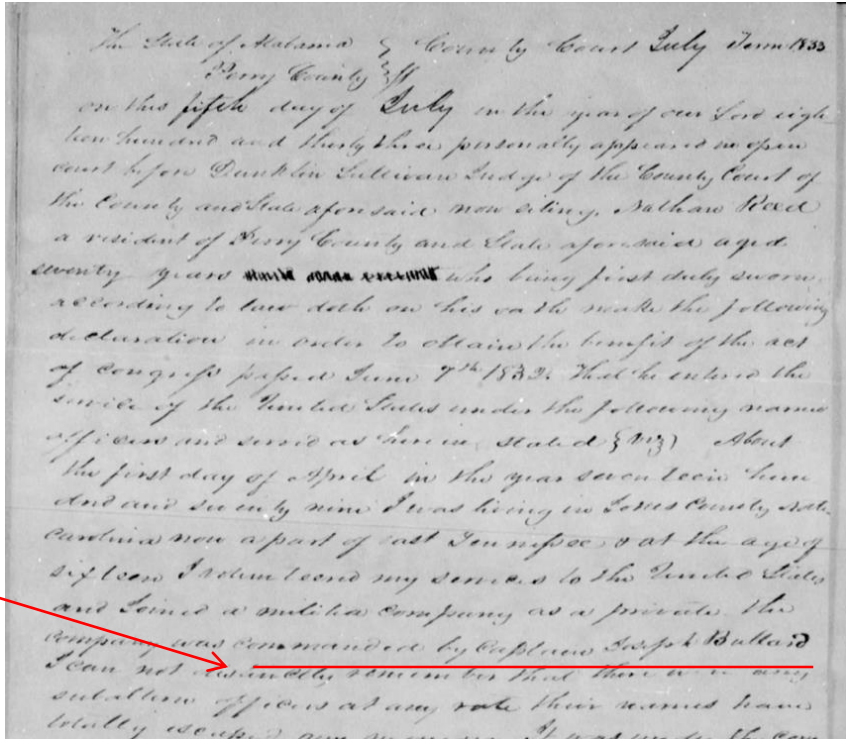 The State of Alabama } County Court July Term 1833
Perry County } ss
on this fifth day of July in the year of our Lord eigh
teen hundred and thirty three personally appeared in open
court before Dunklin Sullivan Judge of the County Court of
the County and State aforesaid now siting, Nathan Reed
a resident of Perry County and State aforesaid aged
seventy years who being first duly sworn
according to law doth on his oath make the following
declaration in order to obtain the benefit of the act
of congress passed June 7th 1832. That he entered the
service of the United States under the following named
officers and served as herein stated (viz) About
the first day of April in the year seventeen hun
dred and seventy nine I was living in County North
Carolina now a part of east Tennessee & at the age of
sixteen I volunteered my services to the United States
and Joined a militia company as a private the
company was commanded by Captain Joseph Bullard
I can not distinctly remember that there were any
subaltern officers at any rate their names have
totally escaped my It was under the com